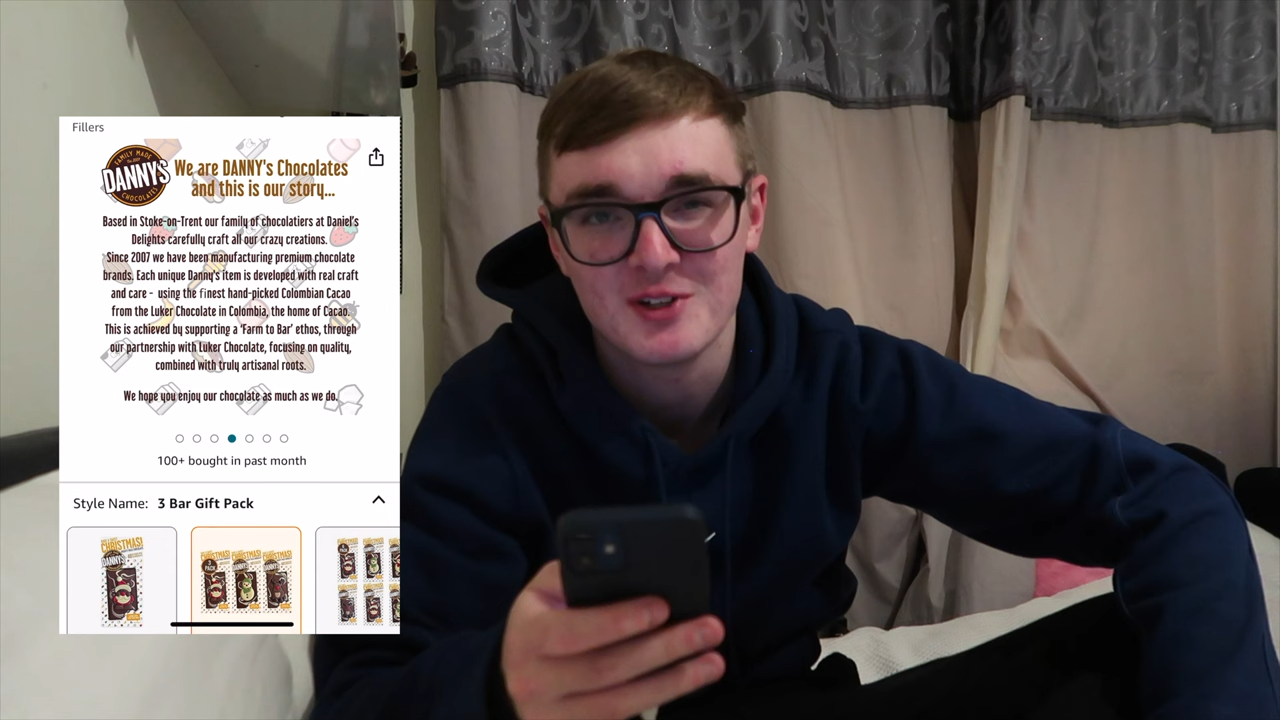 Fillers
FAMILY MADE
DANNY'S
CHOCOLATES
We are DANNY's Chocolates
and this is our story...
Based in Stoke-on-Trent our family of chocolatiers at Daniel's
Delights carefully craft all our crazy creations.
Since 2007 we have been manufacturing premium chocolate
brands. Each unique Danny's item is developed with real craft
and care - using the finest hand-picked Colombian Cacao
from the Luker Chocolate in Colombia, the home of Cacao.
This is achieved by supporting a 'Farm to Bar' ethos, through
our partnership with Luker Chocolate, focusing on quality,
combined with truly artisanal roots.
We hope you enjoy our chocolate as much as we do.
100+ bought in past month
Style Name: 3 Bar Gift Pack
CHRISTMAS!
DANNY'S
CHRISTMAS!